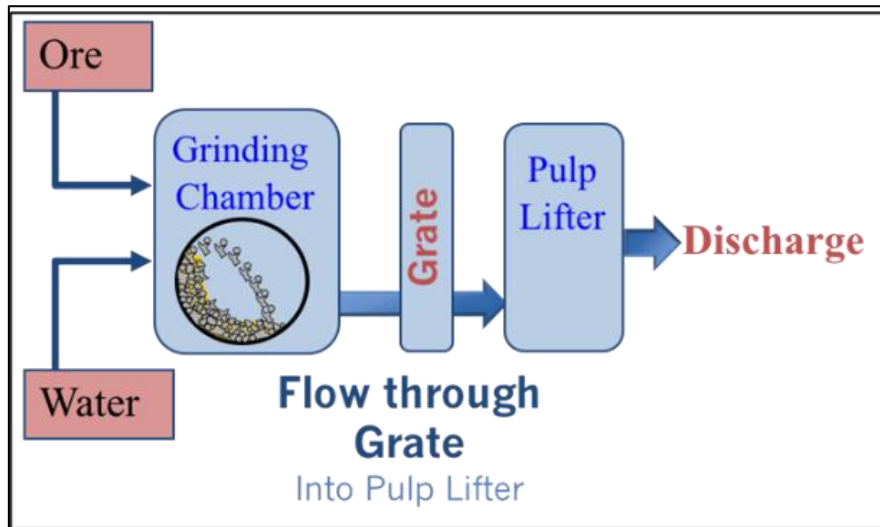 Ore
Grinding
Chamber
Grate
Pulp
Lifter
Discharge
Water
Flow through
Grate
Into Pulp Lifter